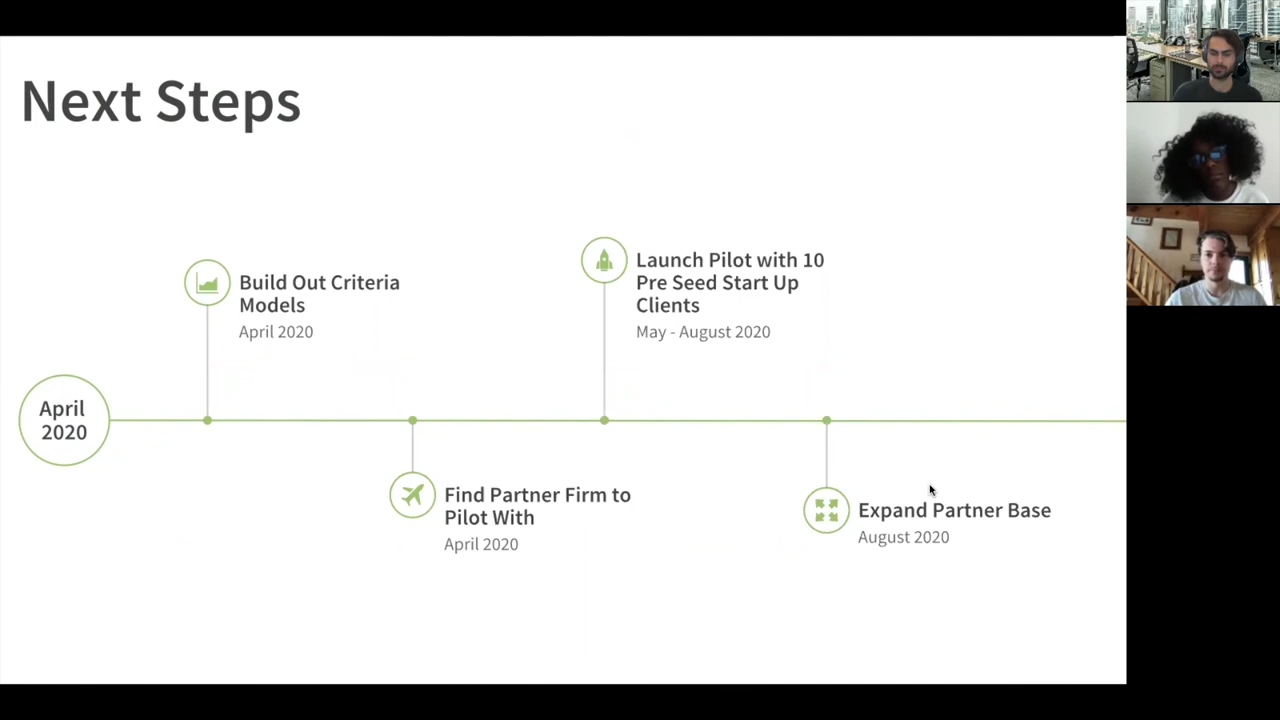 Next Steps
Build Out Criteria
Models
April 2020
Launch Pilot with 10
Pre Seed Start Up
Clients
May - August 2020
April
2020
Find Partner Firm to
Pilot With
April 2020
Expand Partner Base
August 2020